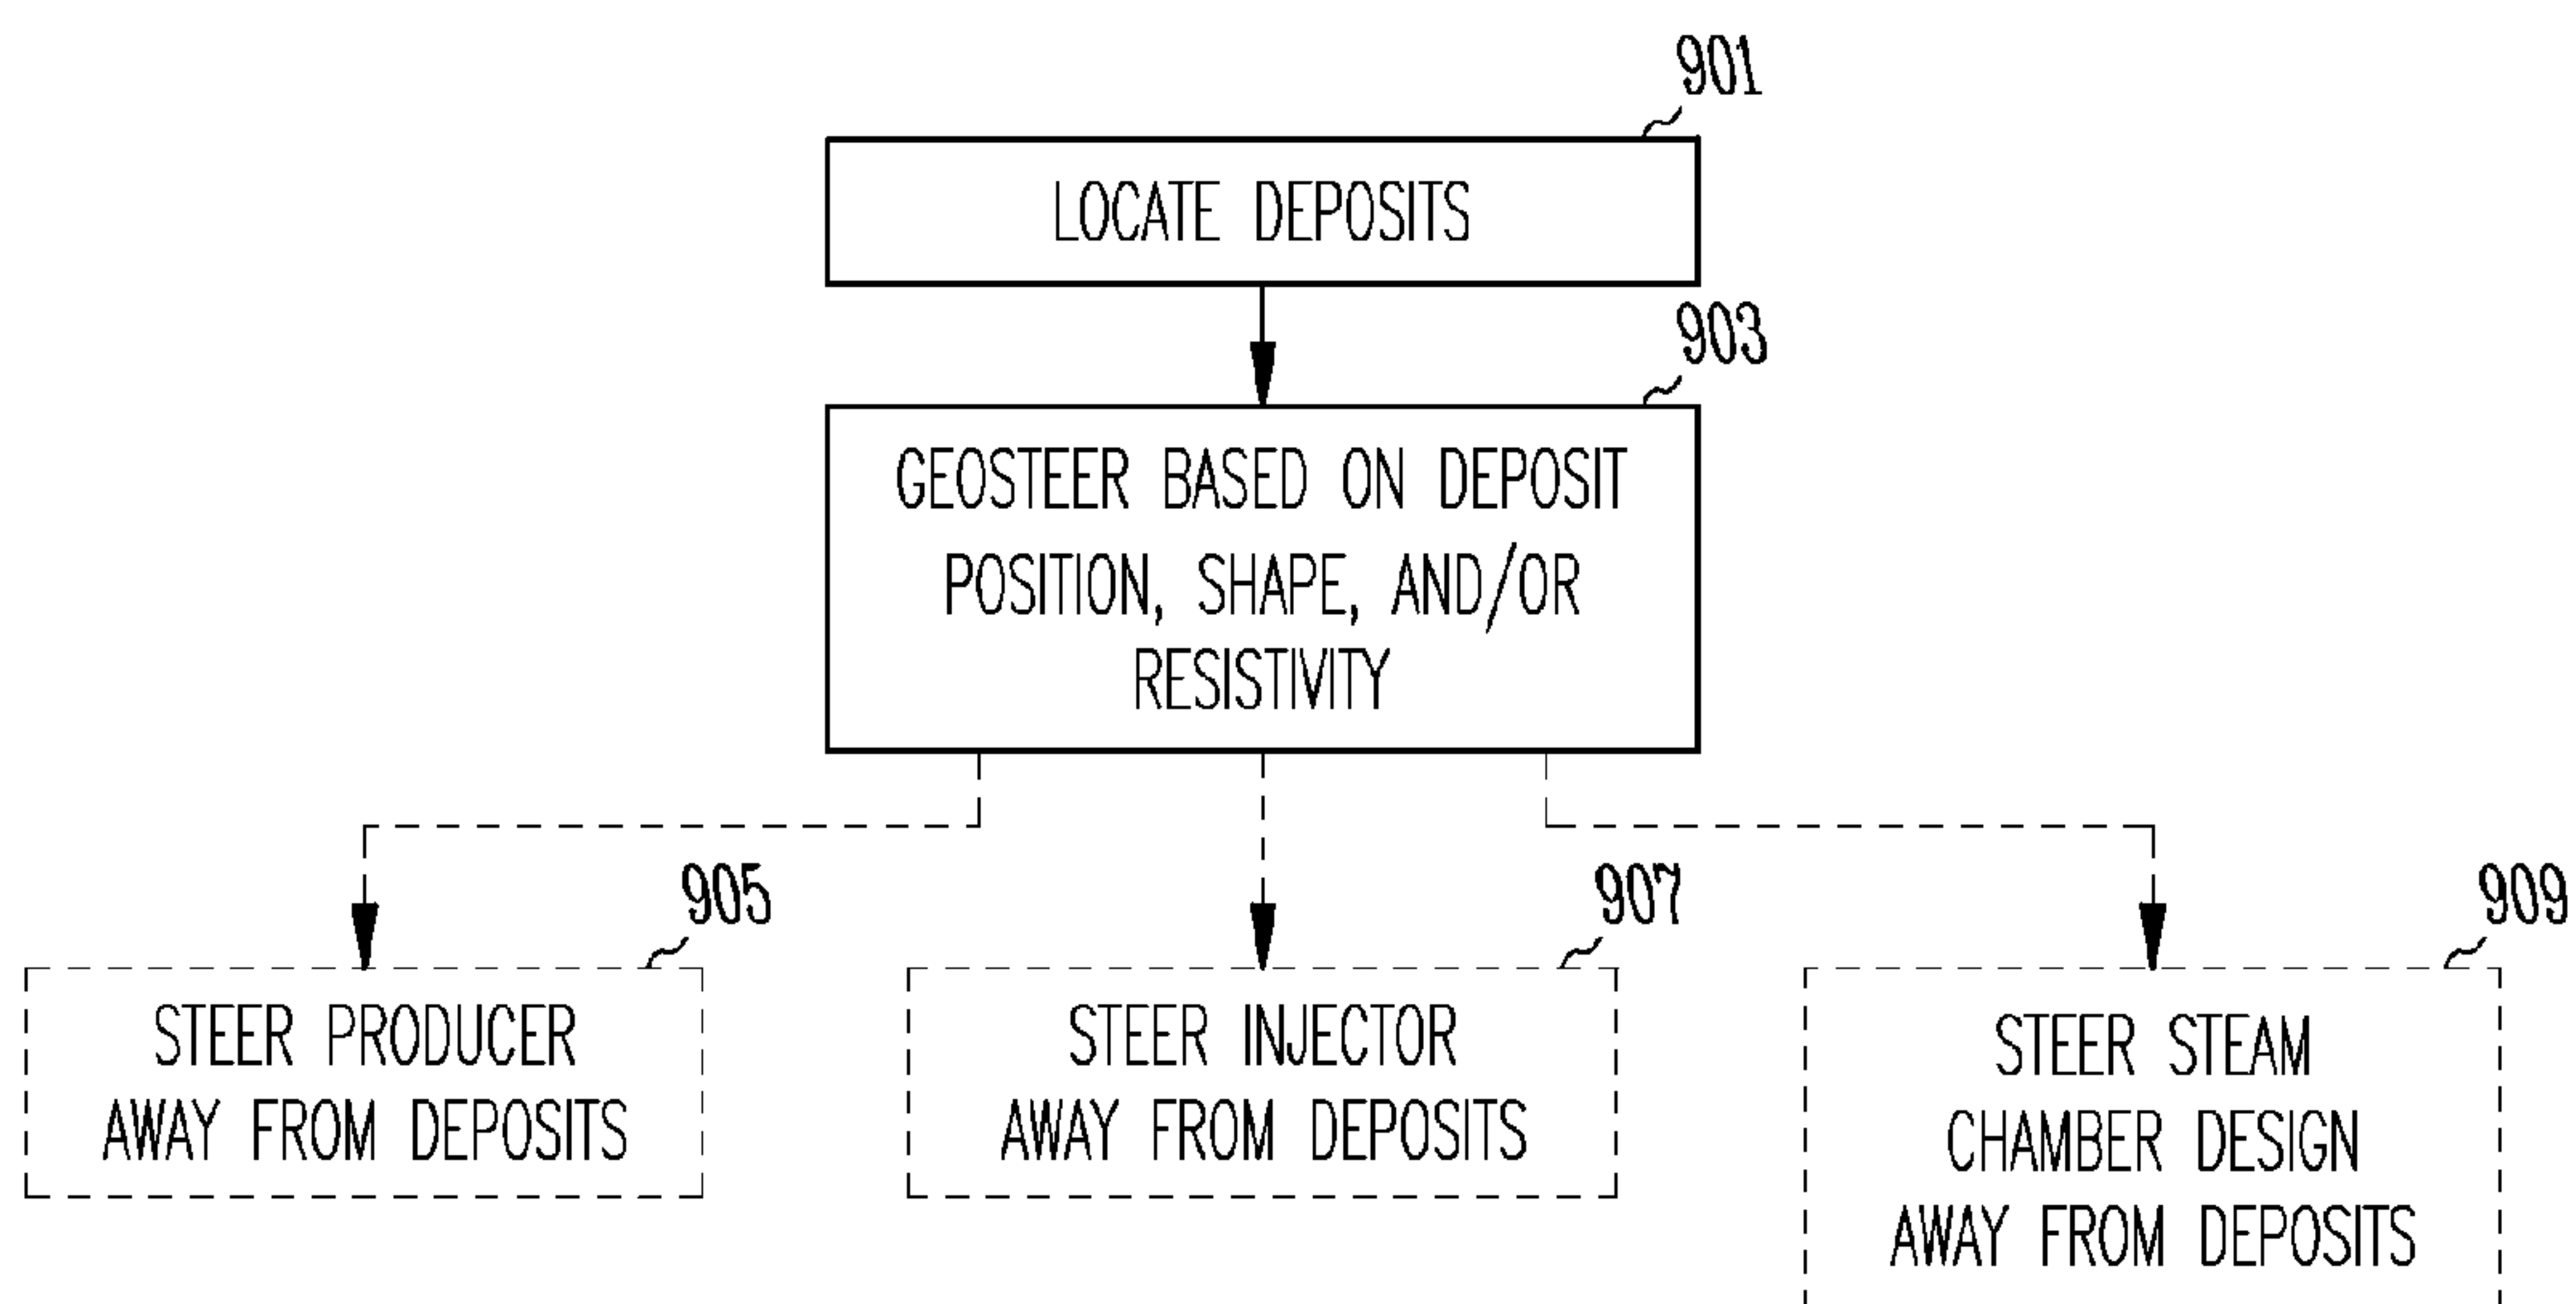 901
LOCATE DEPOSITS
903
GEOSTEER BASED ON DEPOSIT
POSITION, SHAPE, AND/OR
RESISTIVITY
905
STEER PRODUCER
AWAY FROM DEPOSITS
907
STEER INJECTOR
AWAY FROM DEPOSITS
909
STEER STEAM
CHAMBER DESIGN
AWAY FROM DEPOSITS